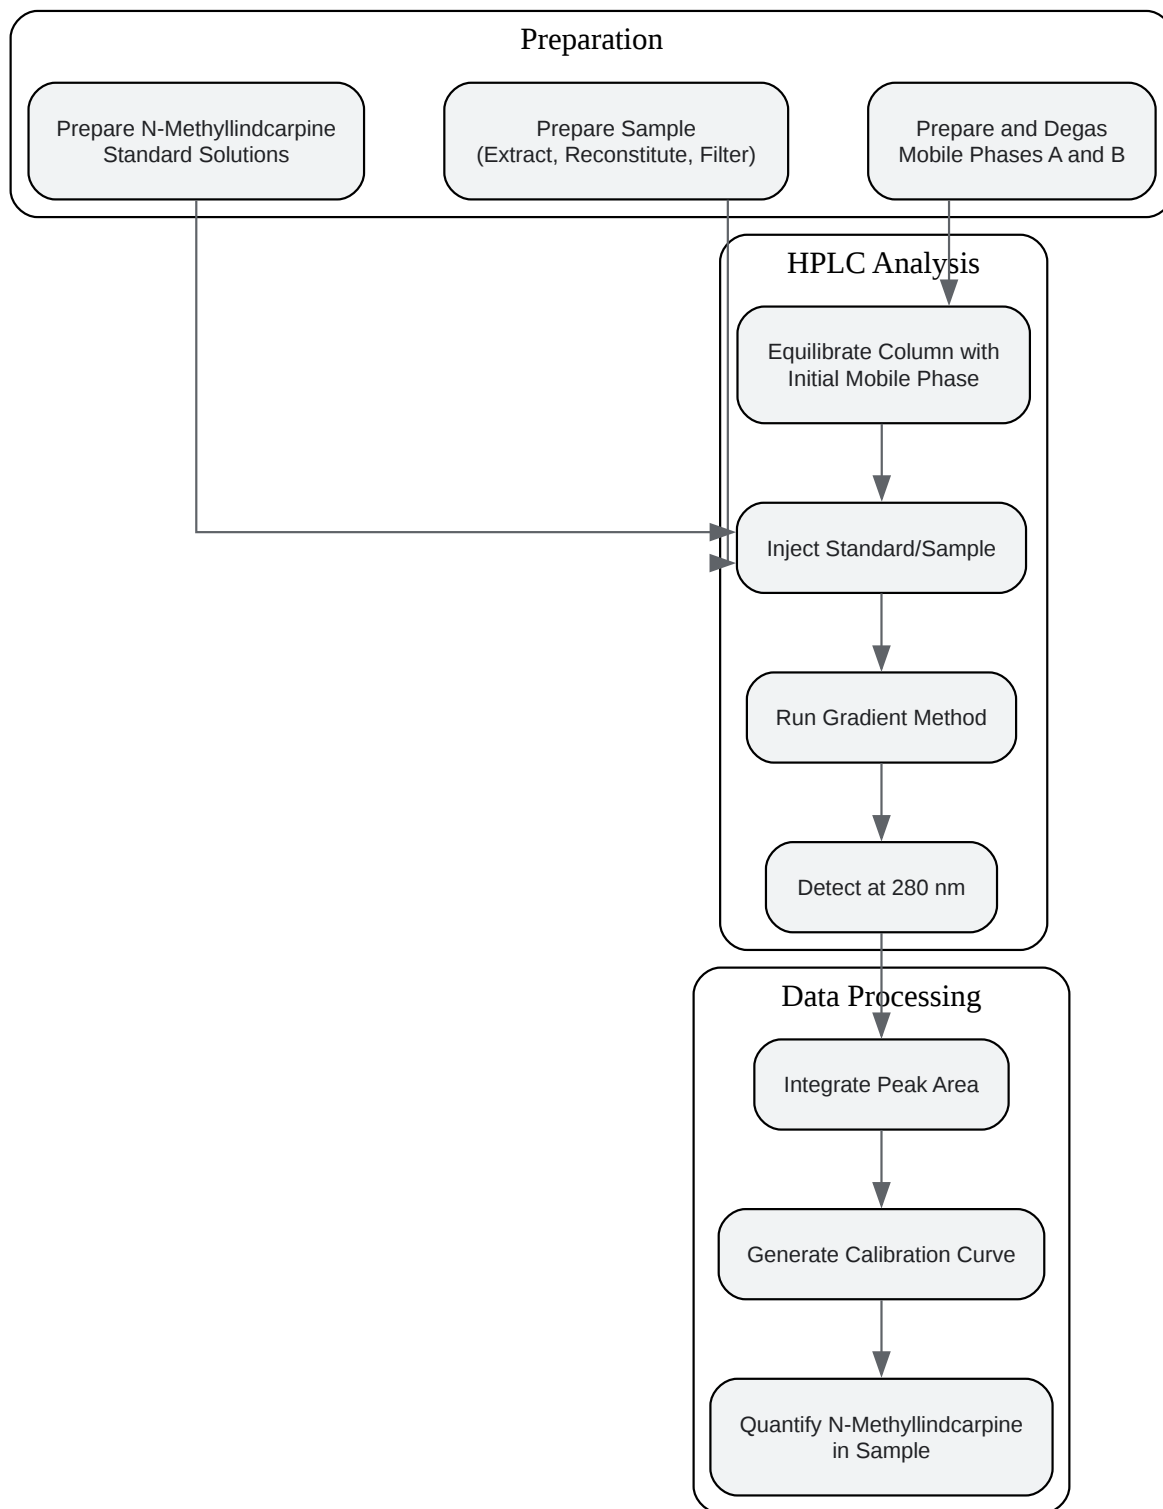 Preparation
Prepare N-Methyllindcarpine
Standard Solutions
Prepare Sample
(Extract, Reconstitute, Filter)
Prepare and Degas
Mobile Phases A and B
HPLC Analysis
Equilibrate Column with
Initial Mobile Phase
Inject Standard/Sample
Run Gradient Method
Detect at 280 nm
Data Processing
Integrate Peak Area
Generate Calibration Curve
Quantify N-Methyllindcarpine
in Sample